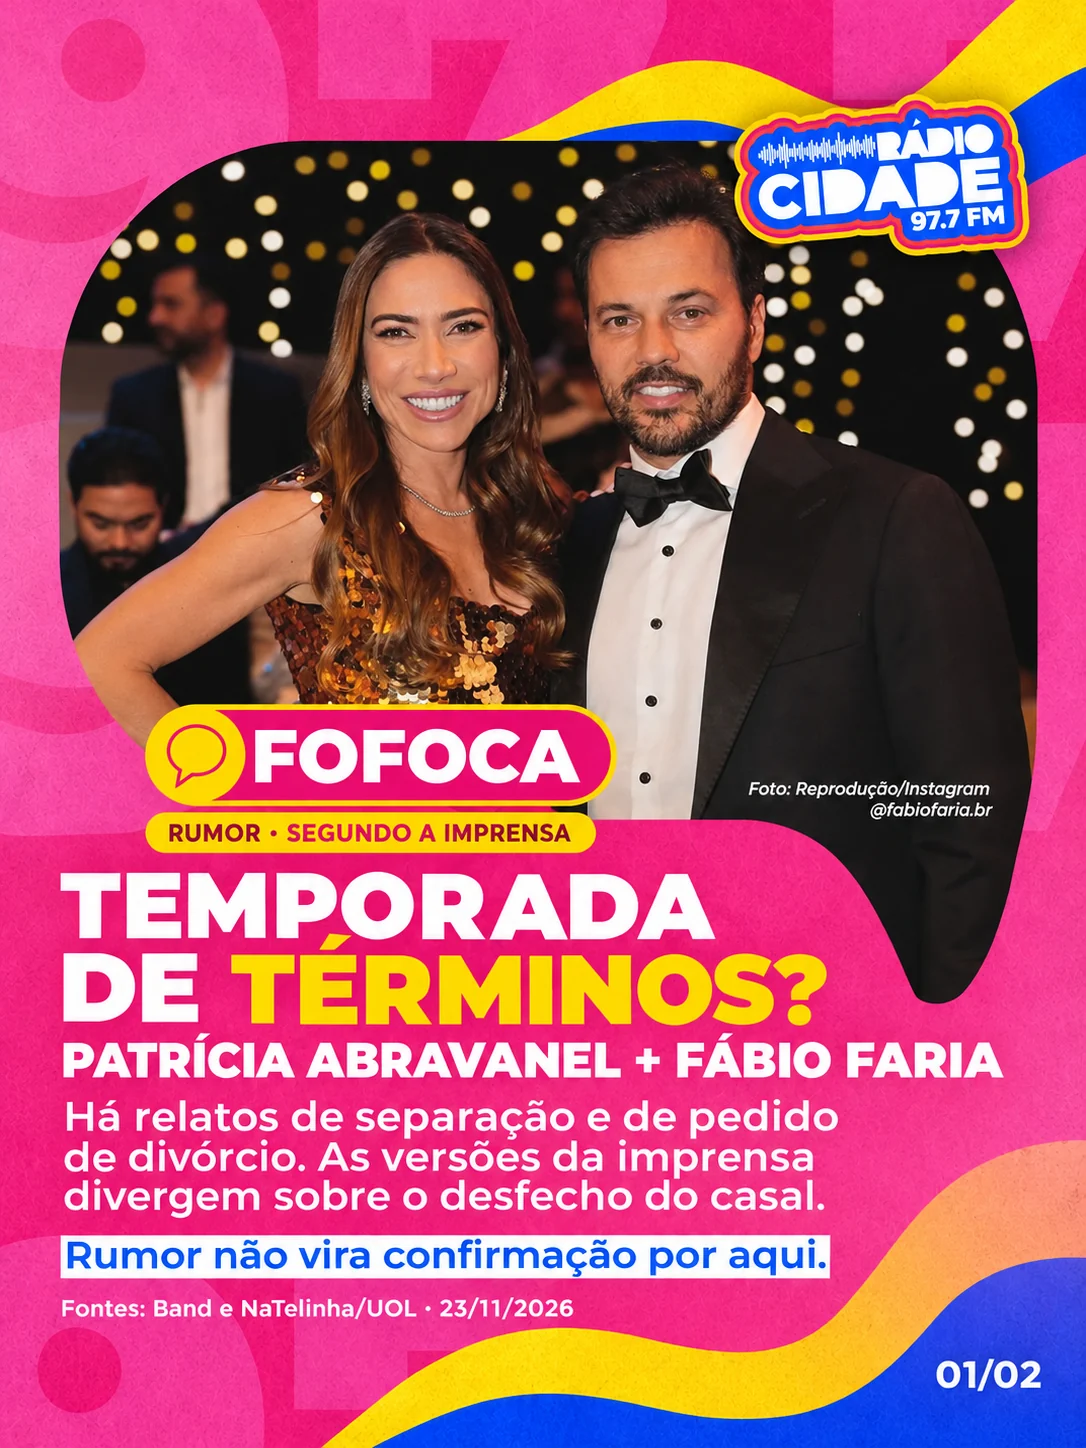 RÁDIO
CIDADE
97.7 FM
FOFOCA
RUMOR • SEGUNDO A IMPRENSA
Foto: Reprodução/Instagram
@fabiofaria.br
TEMPORADA
DE TÉRMINOS?
PATRÍCIA ABRAVANEL + FÁBIO FARIA
Há relatos de separação e de pedido
de divórcio. As versões da imprensa
divergem sobre o desfecho do casal.
Rumor não vira confirmação por aqui.
Fontes: Band e NaTelinha/UOL • 23/11/2026
01/02